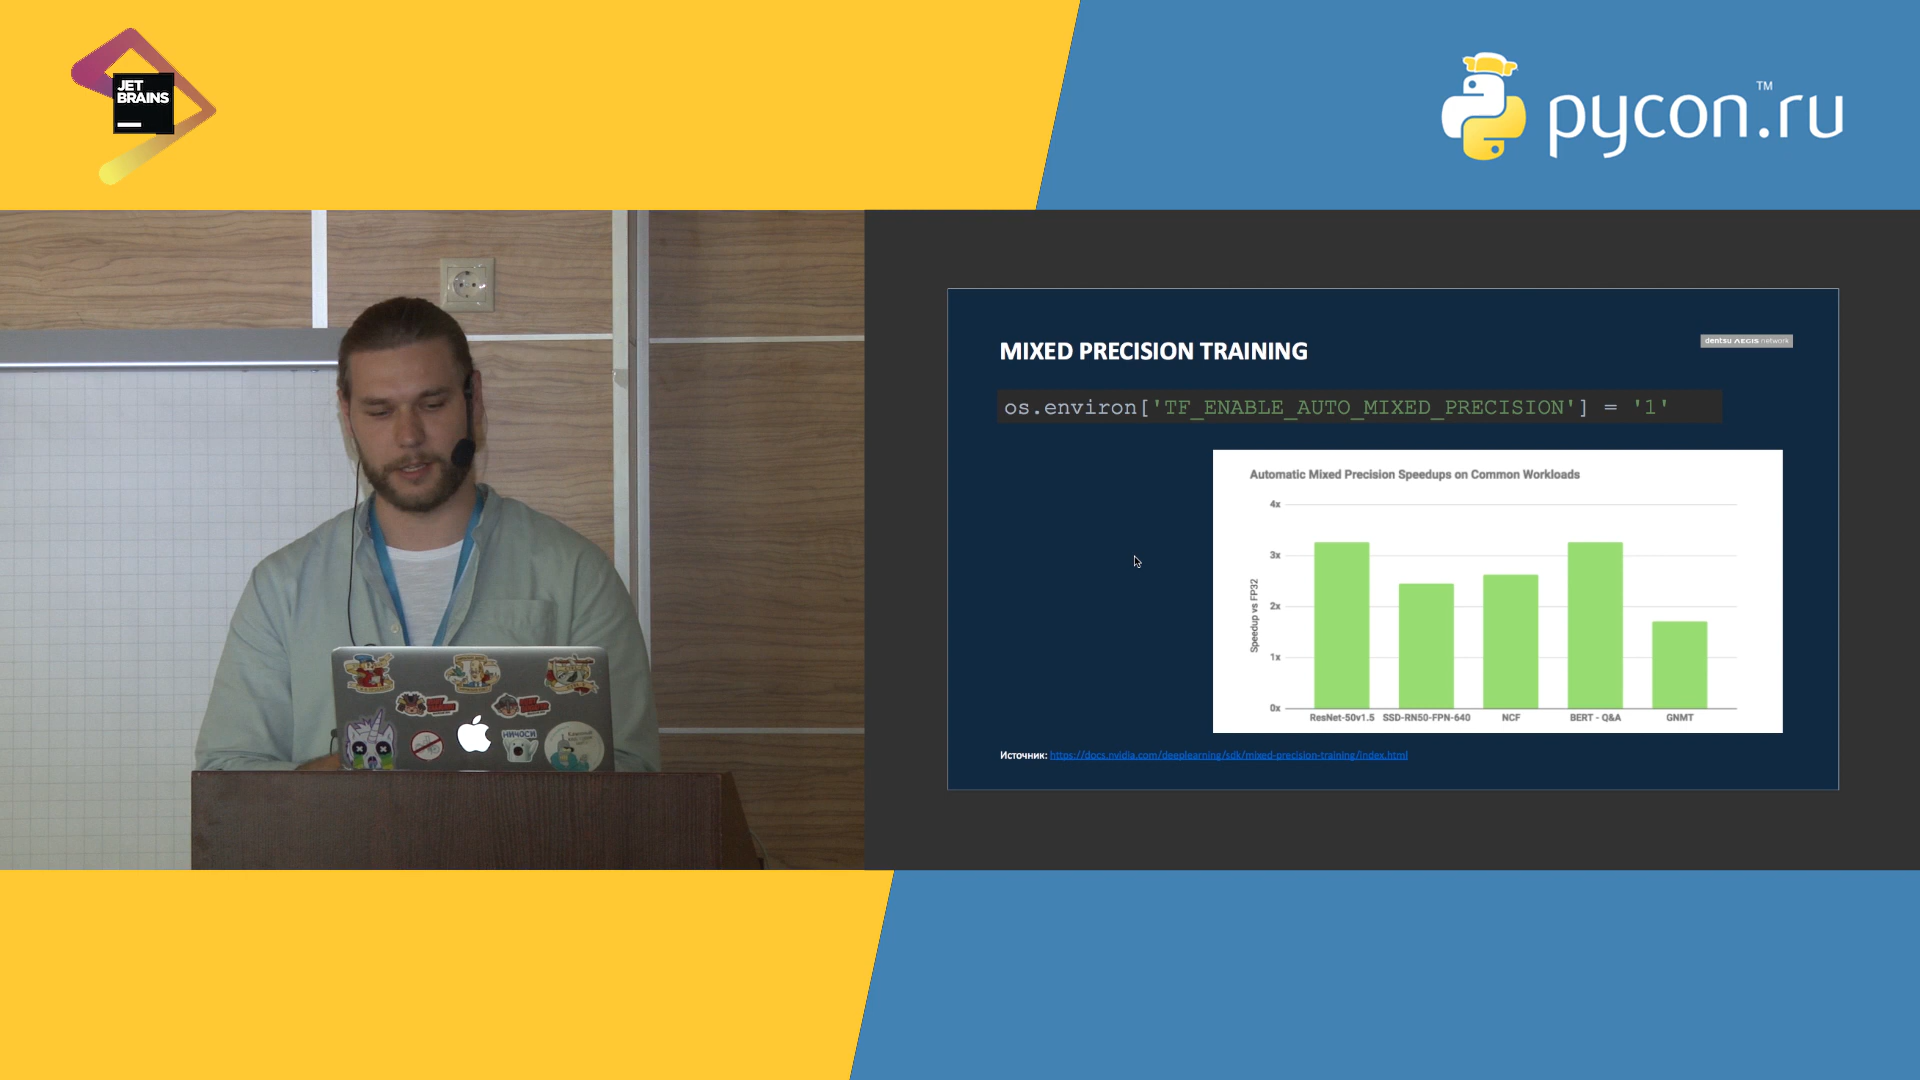 JET
BRAINS
pycon.ru
TM
MIXED PRECISION TRAINING
dentsu AEGIS network
os.environ['TF_ENABLE_AUTO_MIXED_PRECISION'] = '1'
Automatic Mixed Precision Speedups on Common Workloads
Speedup vs FP32
4x
3x
2x
1x
0x
ResNet-50v1.5 SSD-RN50-FPN-640 NCF BERT - Q&A GNMT
Источник: https://docs.nvidia.com/deeplearning/sdk/mixed-precision-training/index.html
НИЧОСИ